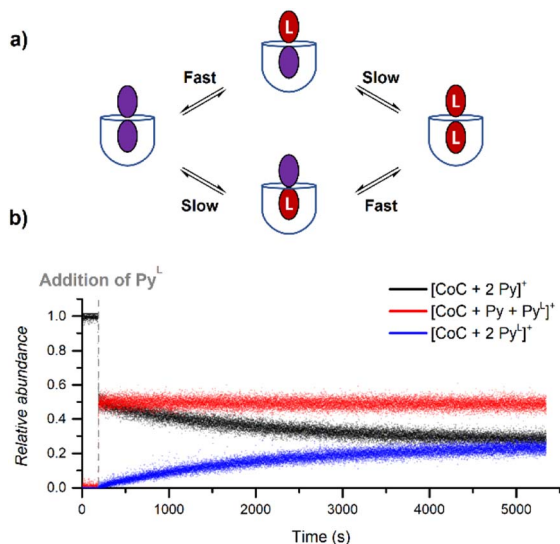 a)
L
Fast
Slow
L
L
L
Slow
Fast
b)
Addition of Py^L
[CoC + 2 Py]⁺
[CoC + Py + Py^L]⁺
[CoC + 2 Py^L]⁺
Relative abundance
1.0
0.8
0.6
0.4
0.2
0.0
0
1000
2000
3000
4000
5000
Time (s)